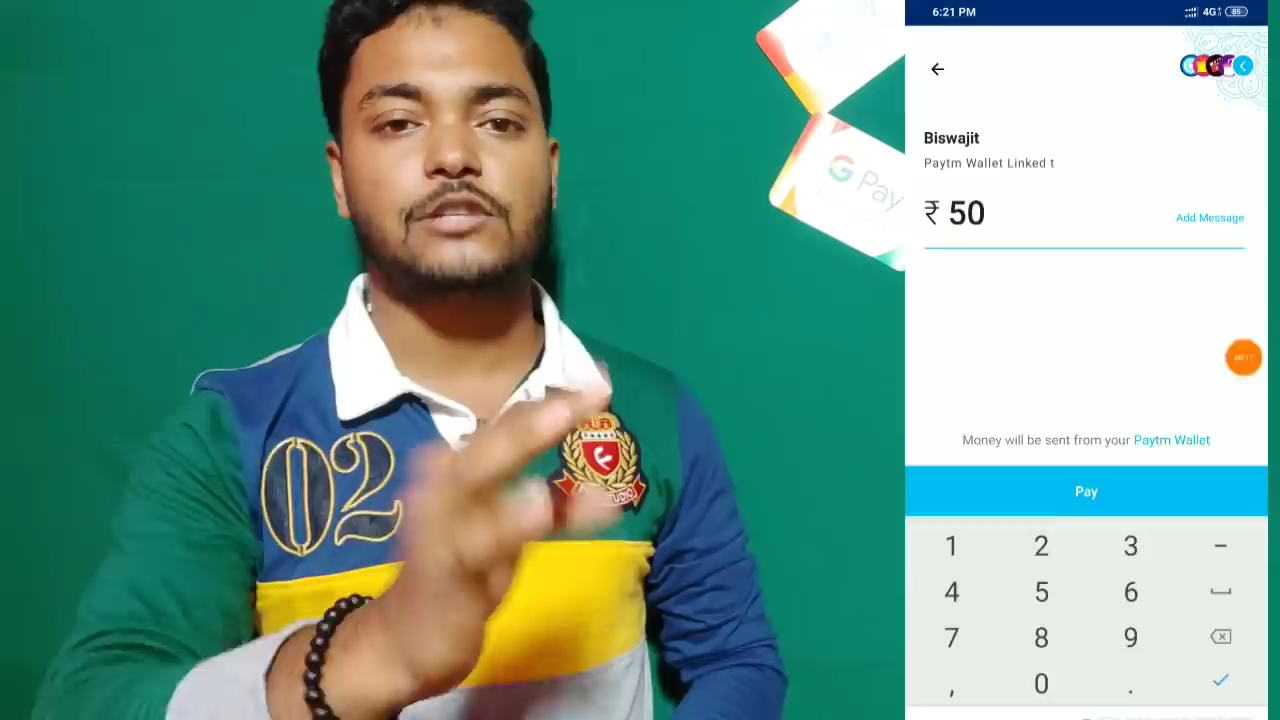 6:21 PM
4G+
85
Biswajit
Paytm Wallet Linked t
₹ 50
Add Message
G Pay
02
Money will be sent from your Paytm Wallet
Pay
1 2 3 –
4 5 6
7 8 9
, 0 .